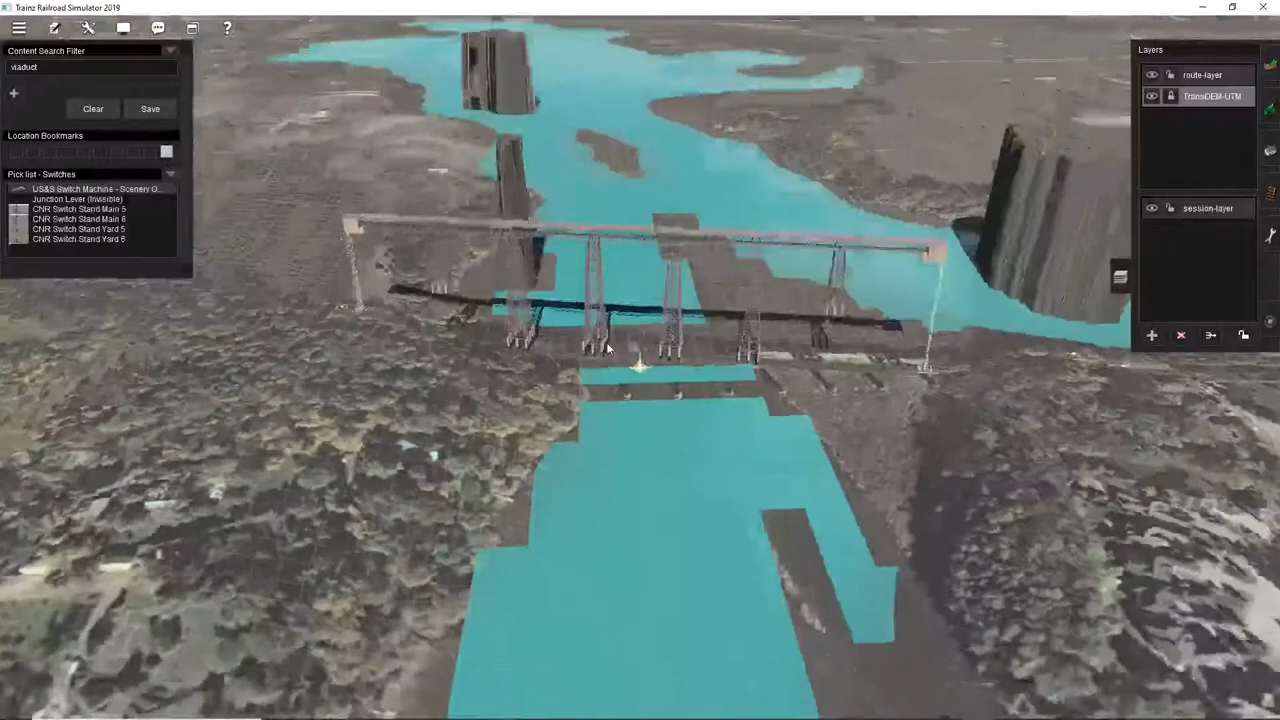 Trainz Railroad Simulator 2019
Content Search Filter
viaduct
Clear Save
Location Bookmarks
Pick list - Switches
US&S Switch Machine - Scenery O...
Junction Lever (Invisible)
CNR Switch Stand Main 5
CNR Switch Stand Main 6
CNR Switch Stand Yard 5
CNR Switch Stand Yard 6
Layers
route-layer
TransDEM-UTM
session-layer